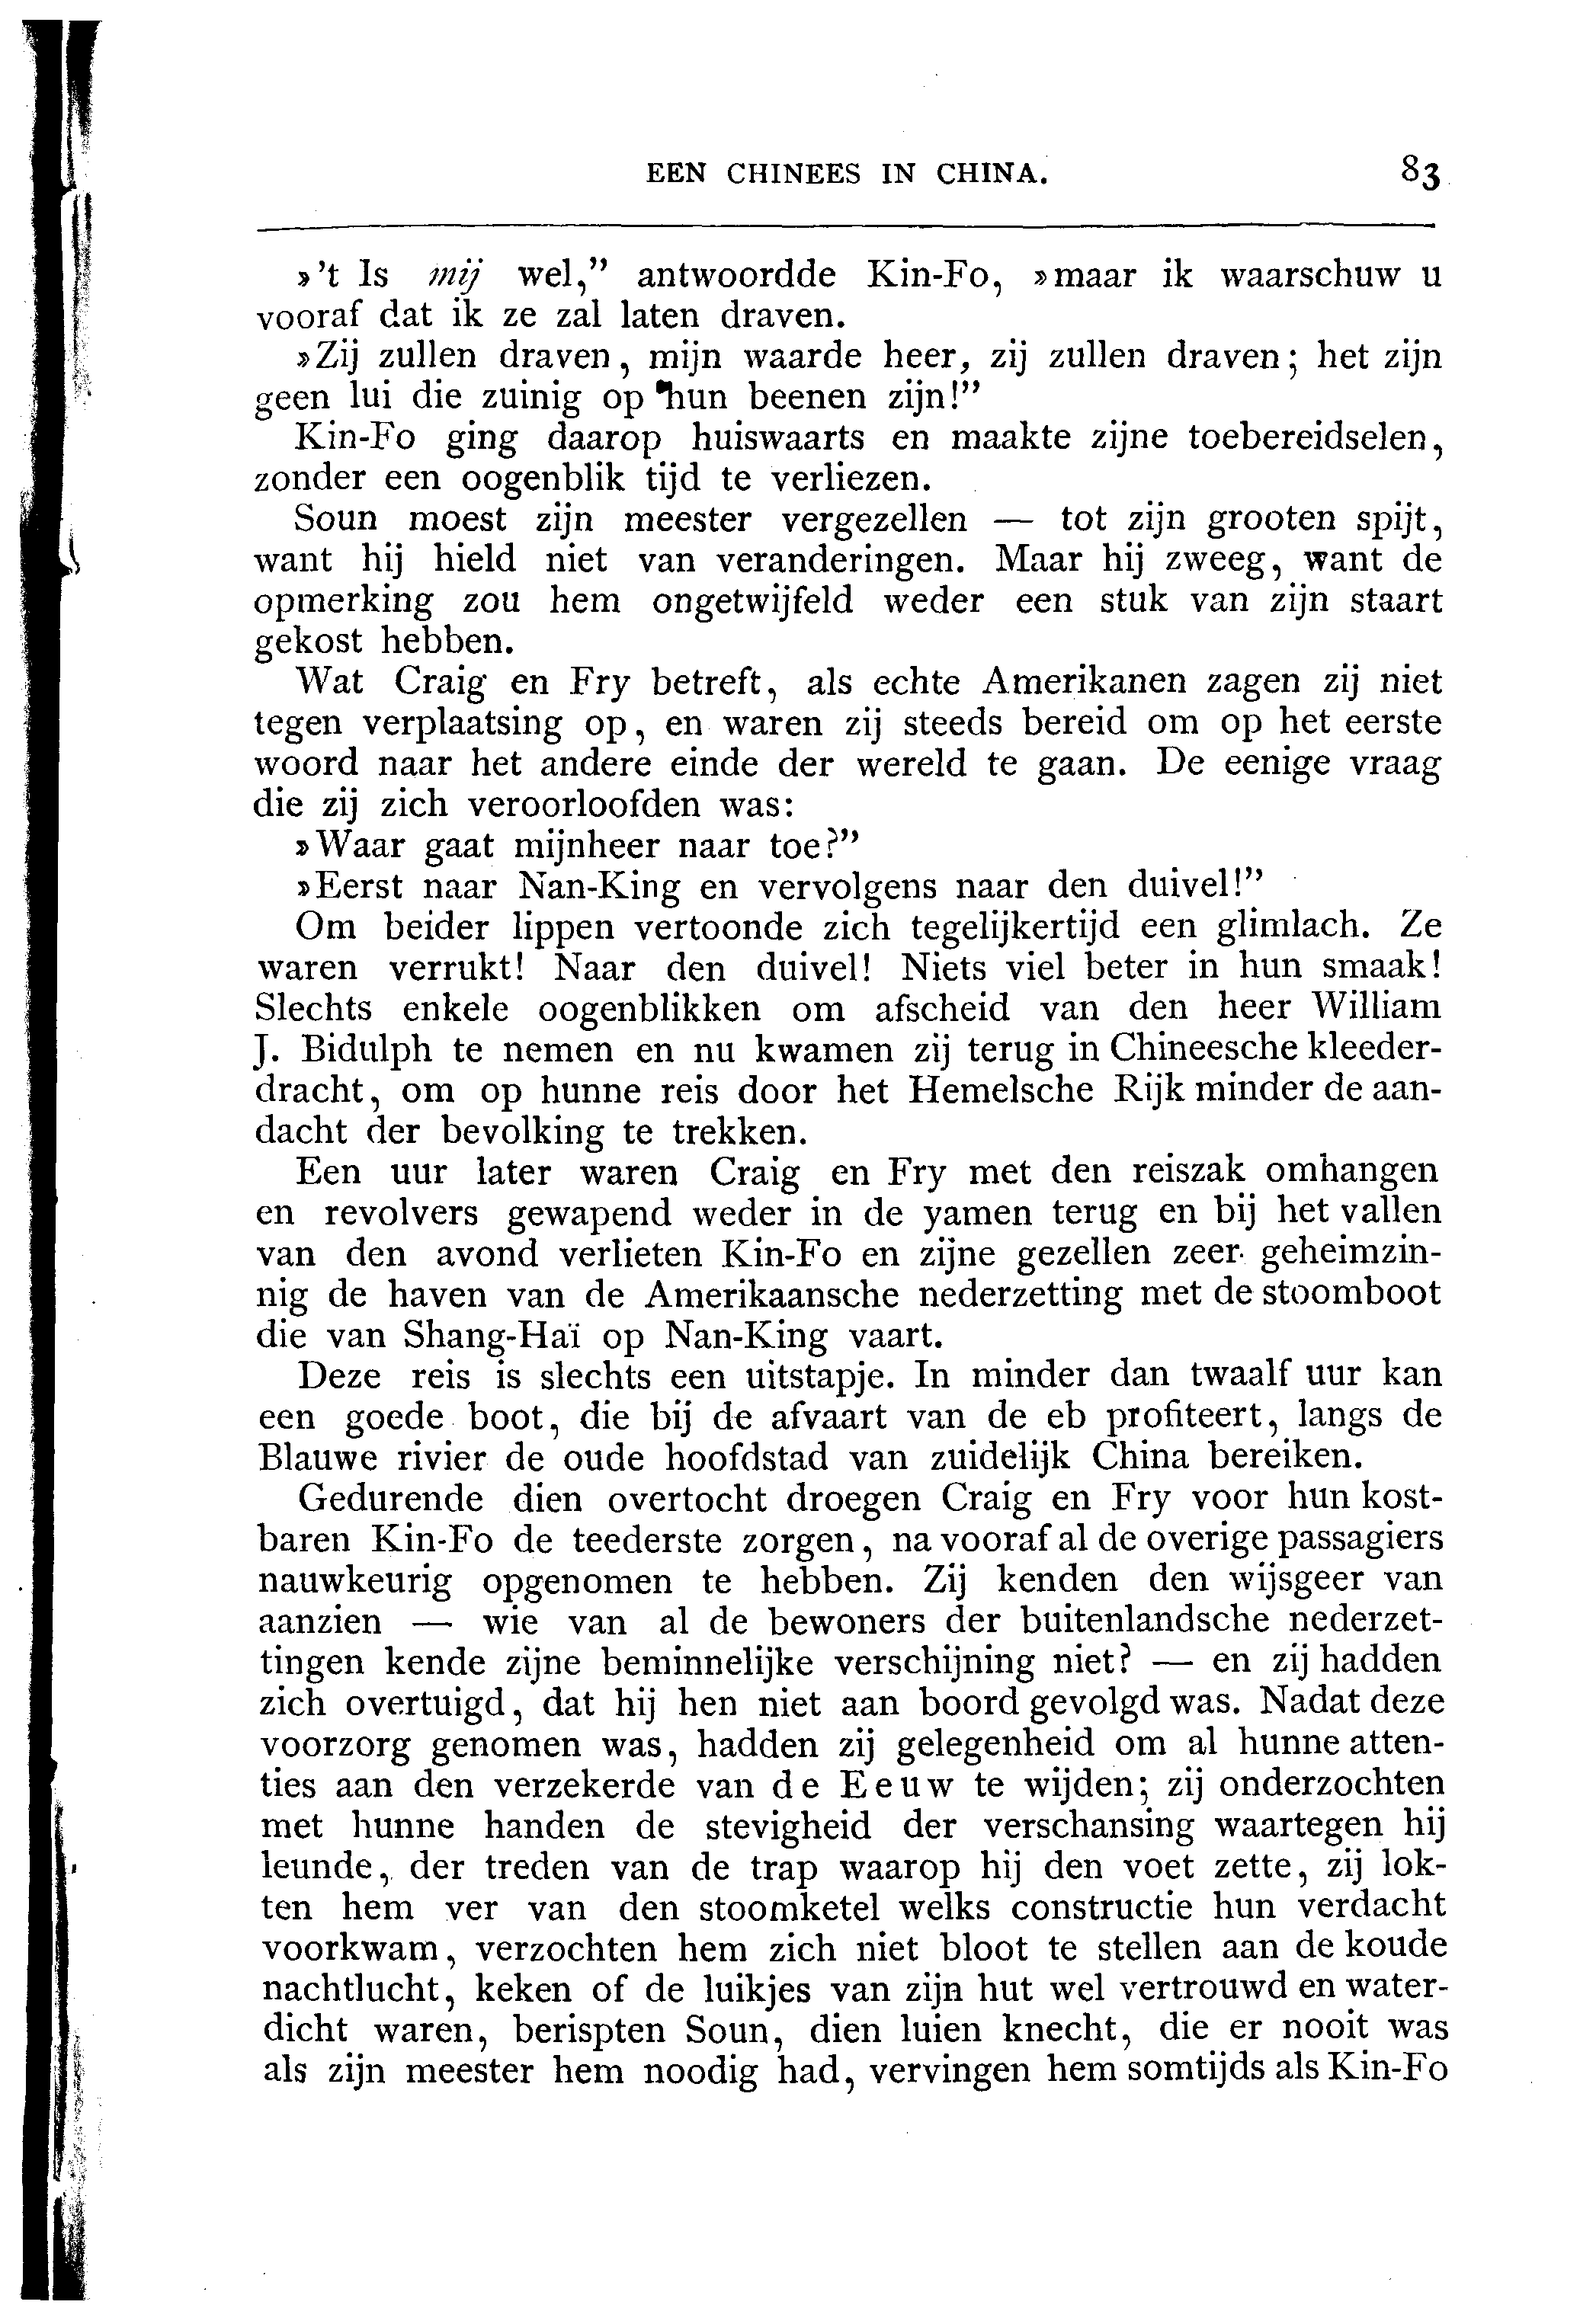 EEN CHINEES IN CHINA. 83
»'t Is mij wel,” antwoordde Kin-Fo, »maar ik waarschuw u
vooraf dat ik ze zal laten draven.
»Zij zullen draven, mijn waarde heer, zij zullen draven; het zijn
geen lui die zuinig op hun beenen zijn!”
Kin-Fo ging daarop huiswaarts en maakte zijne toebereidselen,
zonder een oogenblik tijd te verliezen.
Soun moest zijn meester vergezellen — tot zijn grooten spijt,
want hij hield niet van veranderingen. Maar hij zweeg, want de
opmerking zou hem ongetwijfeld weder een stuk van zijn staart
gekost hebben.
Wat Craig en Fry betreft, als echte Amerikanen zagen zij niet
tegen verplaatsing op, en waren zij steeds bereid om op het eerste
woord naar het andere einde der wereld te gaan. De eenige vraag
die zij zich veroorloofden was:
»Waar gaat mijnheer naar toe?”
»Eerst naar Nan-King en vervolgens naar den duivel!”
Om beider lippen vertoonde zich tegelijkertijd een glimlach. Ze
waren verrukt! Naar den duivel! Niets viel beter in hun smaak!
Slechts enkele oogenblikken om afscheid van den heer William
J. Bidulph te nemen en nu kwamen zij terug in Chineesche kleeder-
dracht, om op hunne reis door het Hemelsche Rijk minder de aan-
dacht der bevolking te trekken.
Een uur later waren Craig en Fry met den reiszak omhangen
en revolvers gewapend weder in de yamen terug en bij het vallen
van den avond verlieten Kin-Fo en zijne gezellen zeer geheimzin-
nig de haven van de Amerikaansche nederzetting met de stoomboot
die van Shang-Haï op Nan-King vaart.
Deze reis is slechts een uitstapje. In minder dan twaalf uur kan
een goede boot, die bij de afvaart van de eb profiteert, langs de
Blauwe rivier de oude hoofdstad van zuidelijk China bereiken.
Gedurende dien overtocht droegen Craig en Fry voor hun kost-
baren Kin-Fo de teederste zorgen, na vooraf al de overige passagiers
nauwkeurig opgenomen te hebben. Zij kenden den wijsgeer van
aanzien — wie van al de bewoners der buitenlandsche nederzet-
tingen kende zijne beminnelijke verschijning niet? — en zij hadden
zich overtuigd, dat hij hen niet aan boord gevolgd was. Nadat deze
voorzorg genomen was, hadden zij gelegenheid om al hunne atten-
ties aan den verzekerde van de Eeuw te wijden; zij onderzochten
met hunne handen de stevigheid der verschansing waartegen hij
leunde, der treden van de trap waarop hij den voet zette, zij lok-
ten hem ver van den stoomketel welks constructie hun verdacht
voorkwam, verzochten hem zich niet bloot te stellen aan de koude
nachtlucht, keken of de luikjes van zijn hut wel vertrouwd en water-
dicht waren, berispten Soun, dien luien knecht, die er nooit was
als zijn meester hem noodig had, vervingen hem somtijds als Kin-Fo